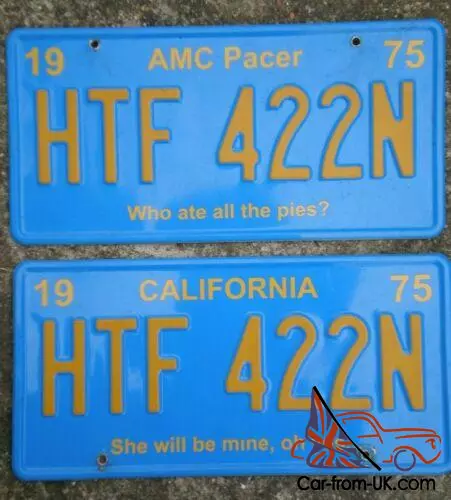 19 AMC Pacer 75
HTF 422N
Who ate all the pies?
19 CALIFORNIA 75
HTF 422N
She will be mine, oh
Car-from-UK.com